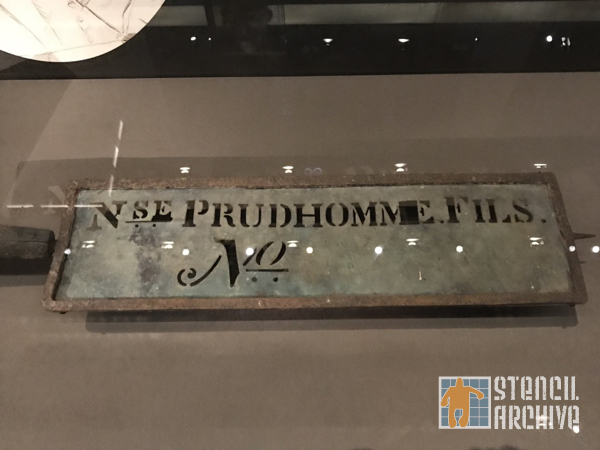 NSE PRUDHOMME.FILS.
No
STENCIL
ARCHIVE